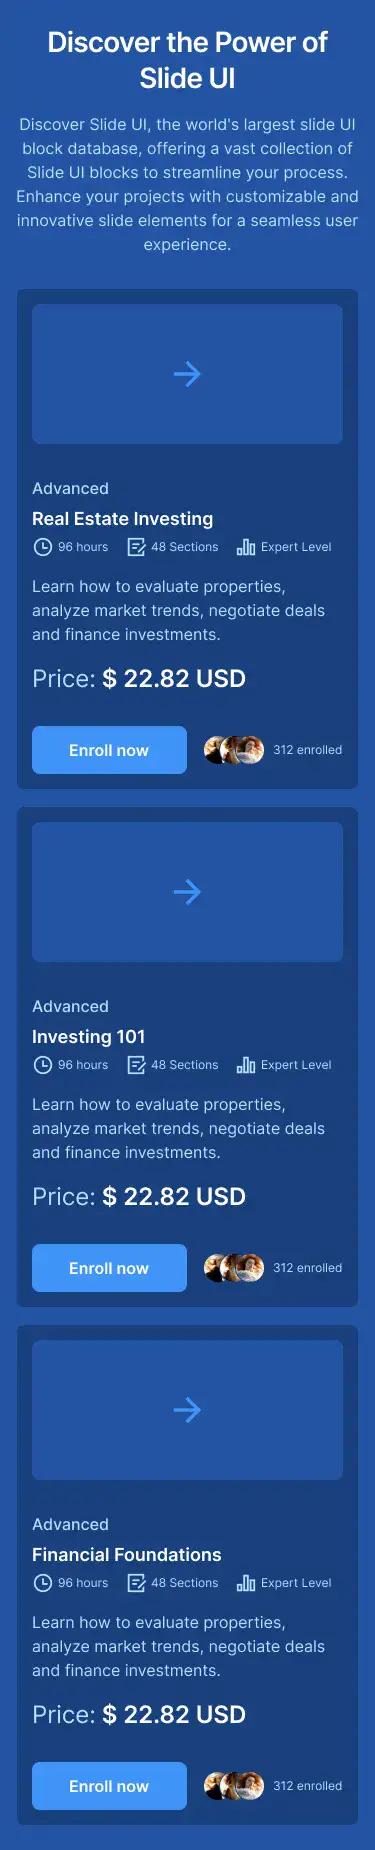 Discover the Power of
Slide UI
Discover Slide UI, the world's largest slide UI
block database, offering a vast collection of
Slide UI blocks to streamline your process.
Enhance your projects with customizable and
innovative slide elements for a seamless user
experience.
Advanced
Real Estate Investing
96 hours 48 Sections Expert Level
Learn how to evaluate properties,
analyze market trends, negotiate deals
and finance investments.
Price: $ 22.82 USD
Enroll now 312 enrolled
Advanced
Investing 101
96 hours 48 Sections Expert Level
Learn how to evaluate properties,
analyze market trends, negotiate deals
and finance investments.
Price: $ 22.82 USD
Enroll now 312 enrolled
Advanced
Financial Foundations
96 hours 48 Sections Expert Level
Learn how to evaluate properties,
analyze market trends, negotiate deals
and finance investments.
Price: $ 22.82 USD
Enroll now 312 enrolled